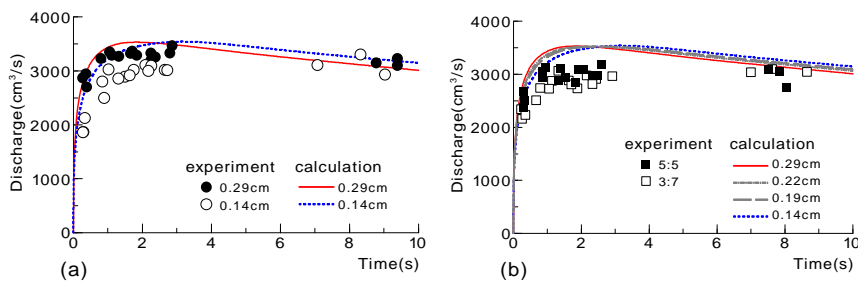 4000
3000
2000
1000
0
0
2
4
6
8
10
Discharge(cm³/s)
Time(s)
experiment calculation
0.29cm 0.29cm
0.14cm 0.14cm
(a)
4000
3000
2000
1000
0
0
2
4
6
8
10
Discharge(cm³/s)
Time(s)
experiment calculation
5:5 0.29cm
3:7 0.22cm
0.19cm
0.14cm
(b)